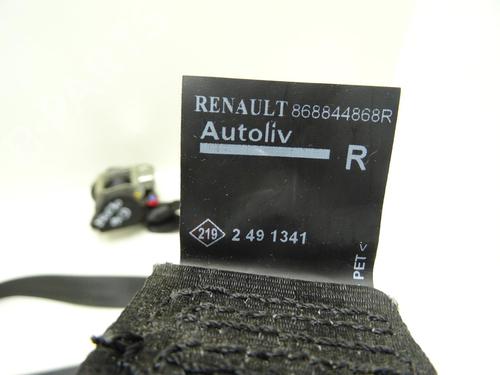 RENAULT 868844868R
Autoliv
R
219 2 49 1341
PET<